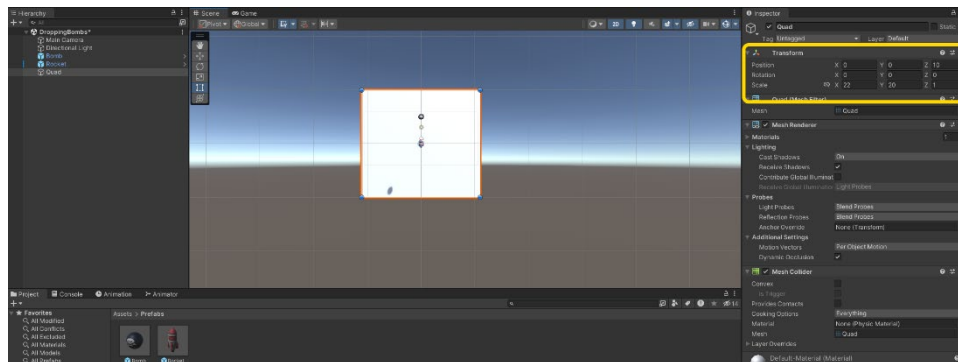 Hierarchy
All
DroppingBombs*
Main Camera
Directional Light
Bomb
Rocket
Quad
Scene
Game
Pivot
Global
2D
Inspector
Quad
Static
Tag Untagged Layer Default
Transform
Position X 0 Y 0 Z 10
Rotation X 0 Y 0 Z 0
Scale X 22 Y 20 Z 1
Quad (Mesh Filter)
Mesh Quad
Mesh Renderer
Materials 1
Lighting
Cast Shadows On
Receive Shadows
Contribute Global Illuminat
Receive Global Illumination Light Probes
Probes
Light Probes Blend Probes
Reflection Probes Blend Probes
Anchor Override None (Transform)
Additional Settings
Motion Vectors Per Object Motion
Dynamic Occlusion
Mesh Collider
Convex
Is Trigger
Provides Contacts
Cooking Options Everything
Material None (Physic Material)
Mesh Quad
Layer Overrides
Default-Material (Material)
Project
Console
Animation
Animator
Favorites
All Modified
All Conflicts
All Excluded
All Materials
All Models
All Prefabs
Assets > Prefabs
Bomb
Rocket